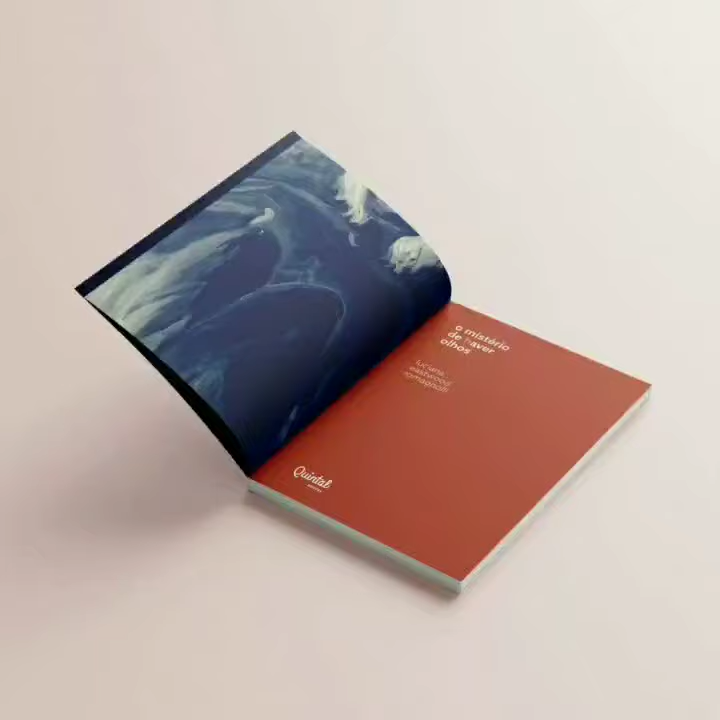 o mistério
de haver
olhos
luciana
eastwood
romagnolli
Quintal